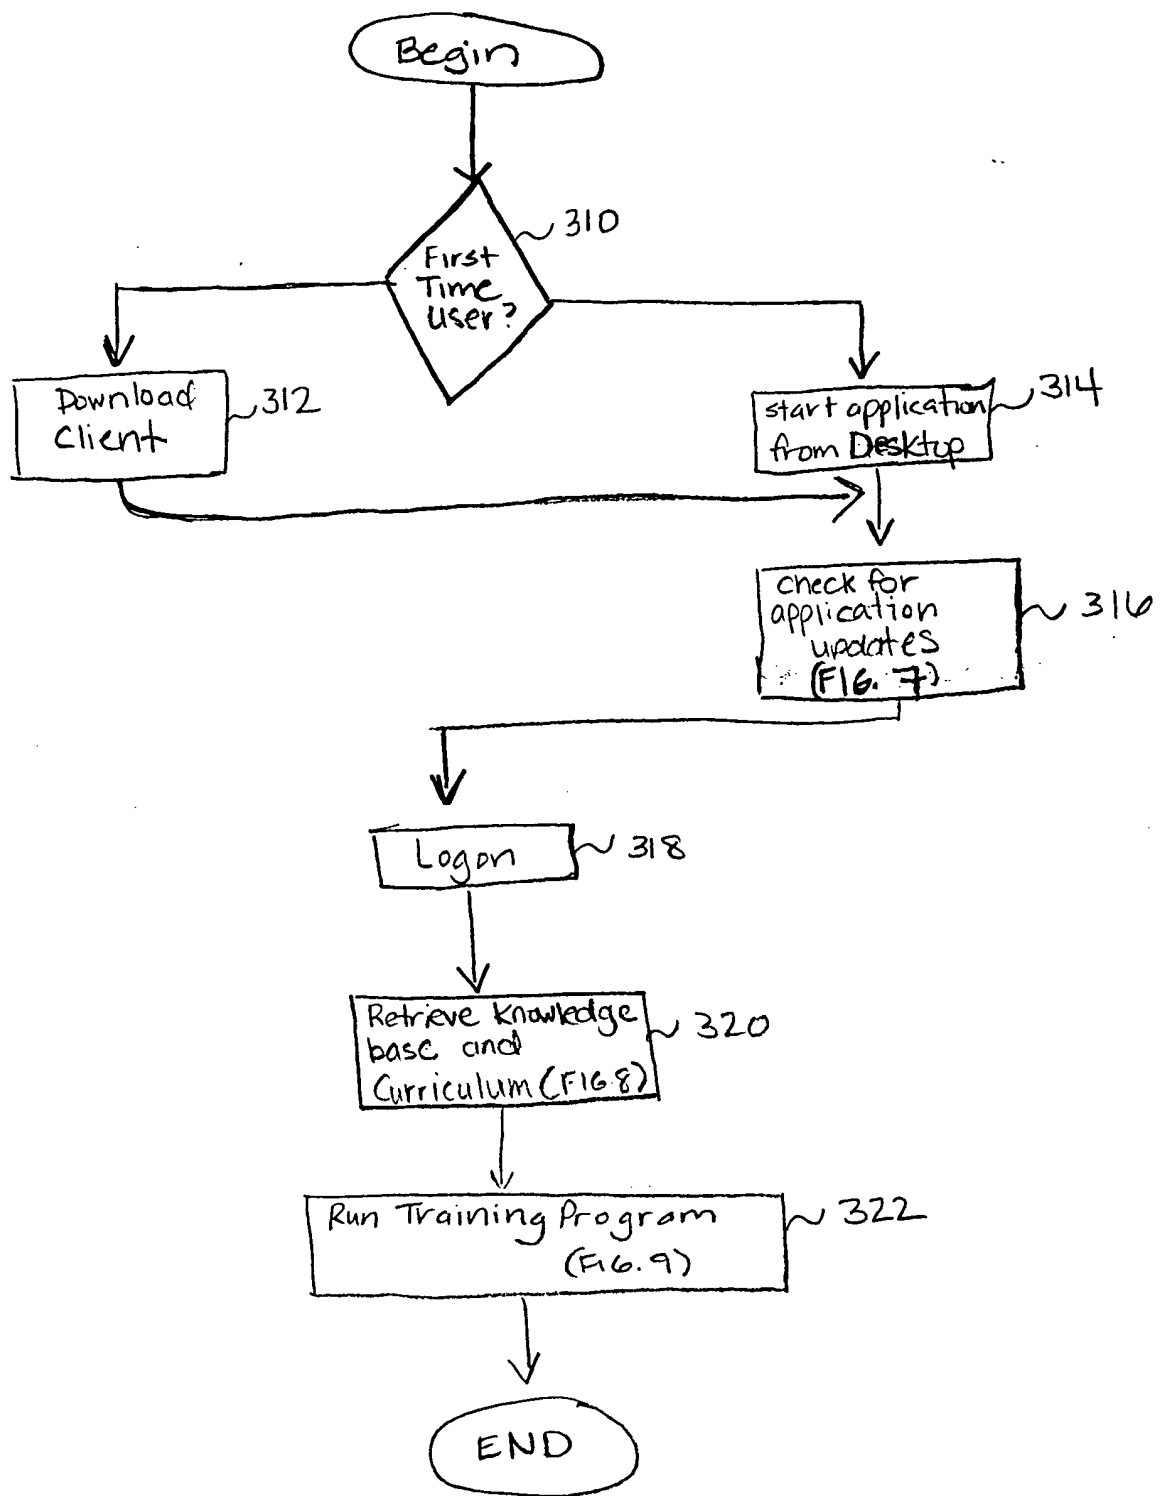 Begin
310
First
Time
User?
Download
Client
312
start application
from Desktop
314
check for
application
updates
(FIG. 7)
316
Logon
318
Retrieve Knowledge
base and
Curriculum (FIG.8)
320
Run Training Program
(FIG.9)
322
END